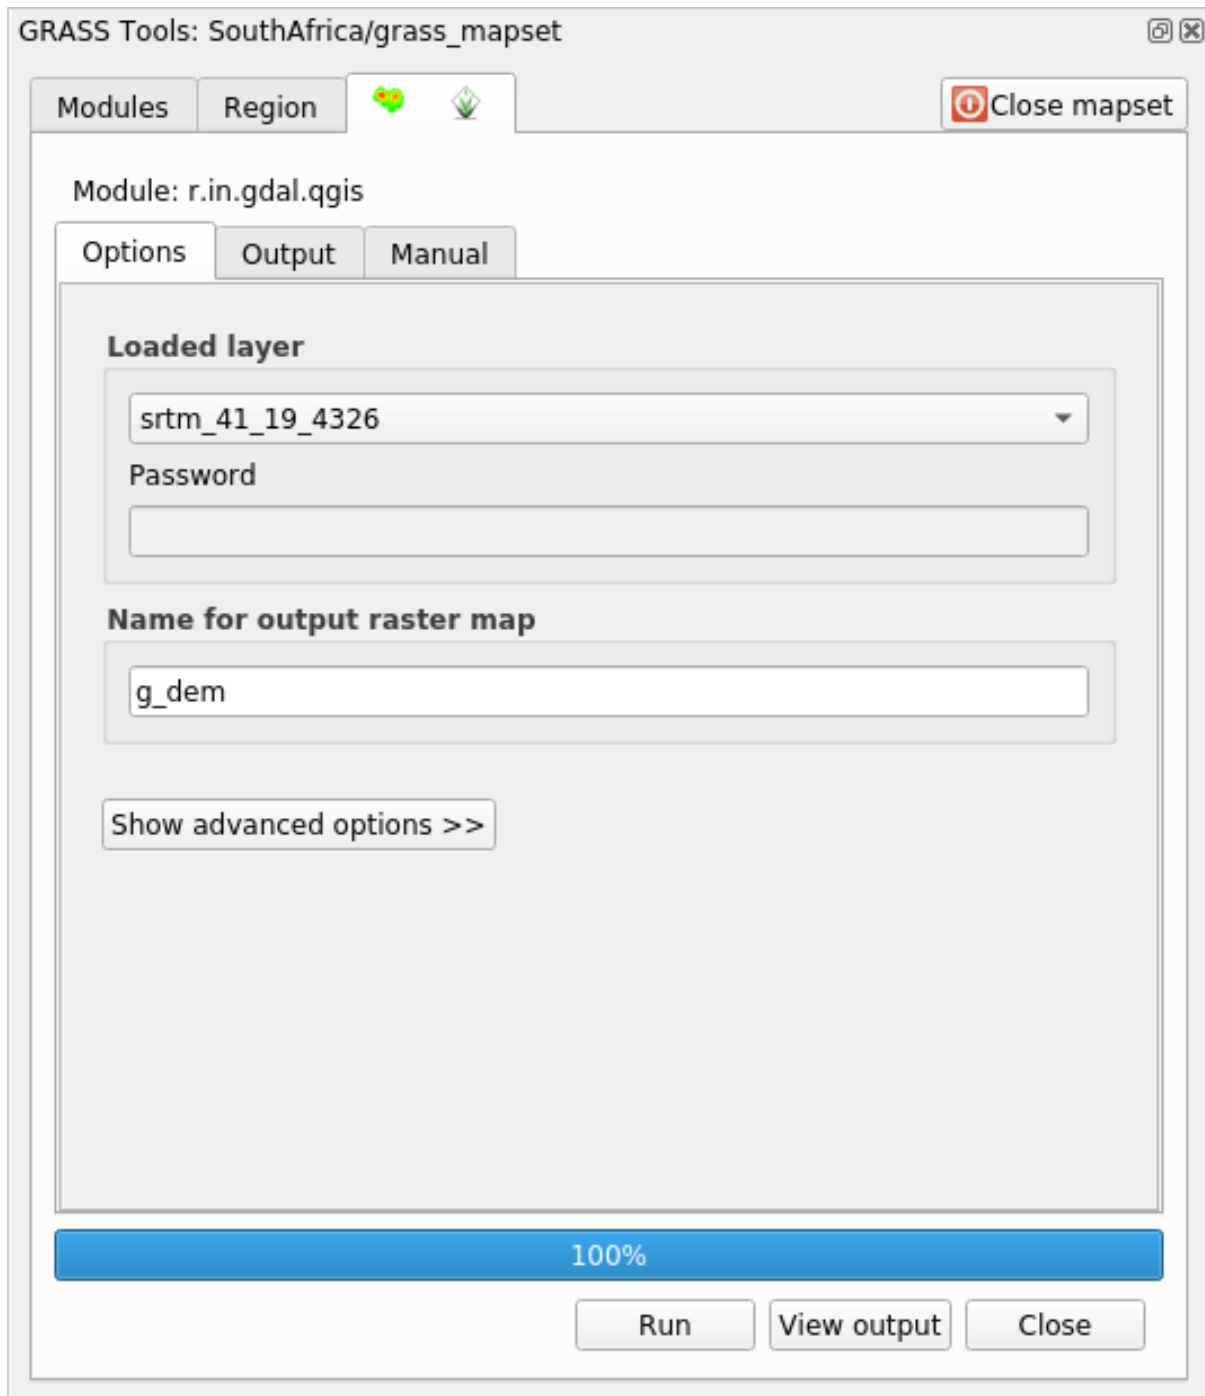 GRASS Tools: SouthAfrica/grass_mapset
Modules Region Close mapset
Module: r.in.gdal.qgis
Options Output Manual
Loaded layer
srtm_41_19_4326
Password
Name for output raster map
g_dem
Show advanced options >>
100%
Run View output Close